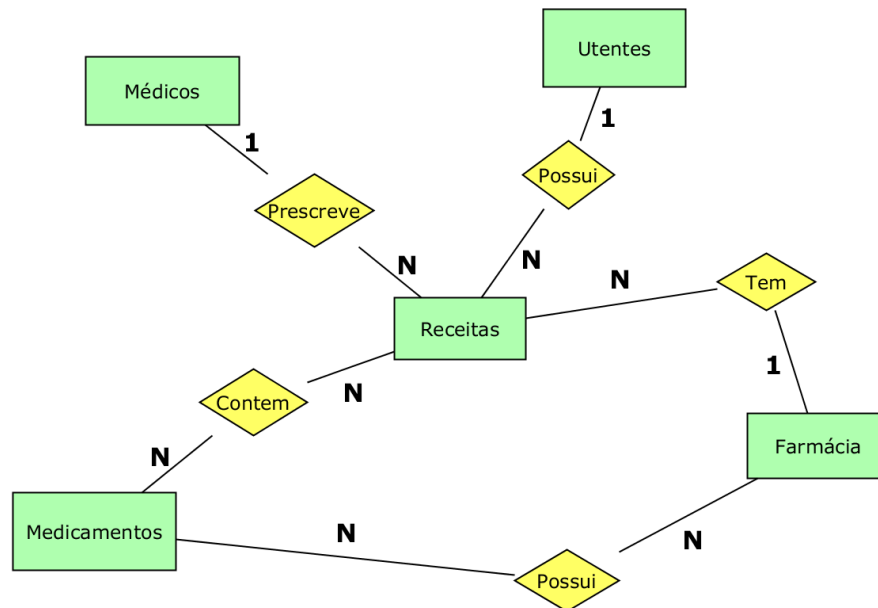 Utentes
Médicos
1
1
Possui
Prescreve
N
N
N
Tem
Receitas
1
N
Contem
N
Farmácia
Medicamentos
N
N
Possui